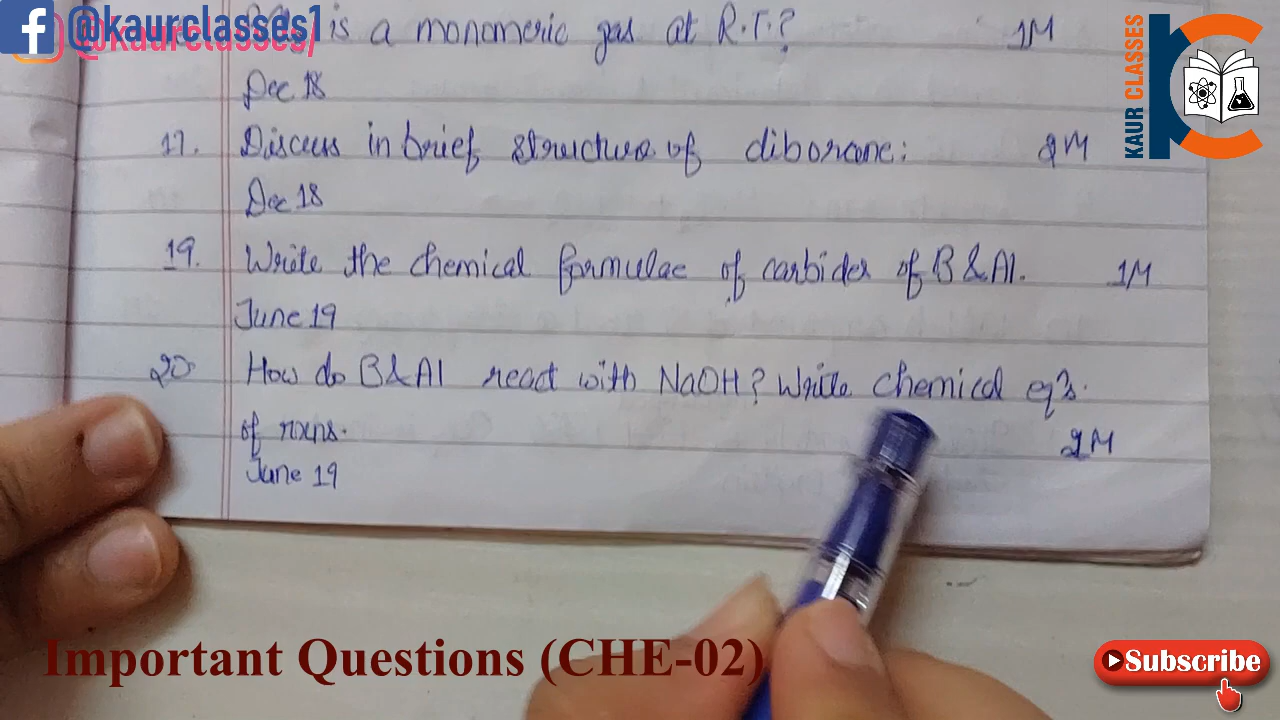 @kaurclasses1
@kaurclasses/
is a monomeric gas at R.T.? 1M
Dec 18
17. Discuss in brief structure of diborane: 2M
Dec 18
19. Write the chemical formulae of carbides of B & Al. 1M
June 19
20 How do B & Al react with NaOH? Write chemical eqns.
of rxns. 2M
June 19
KAUR CLASSES
Important Questions (CHE-02)
Subscribe